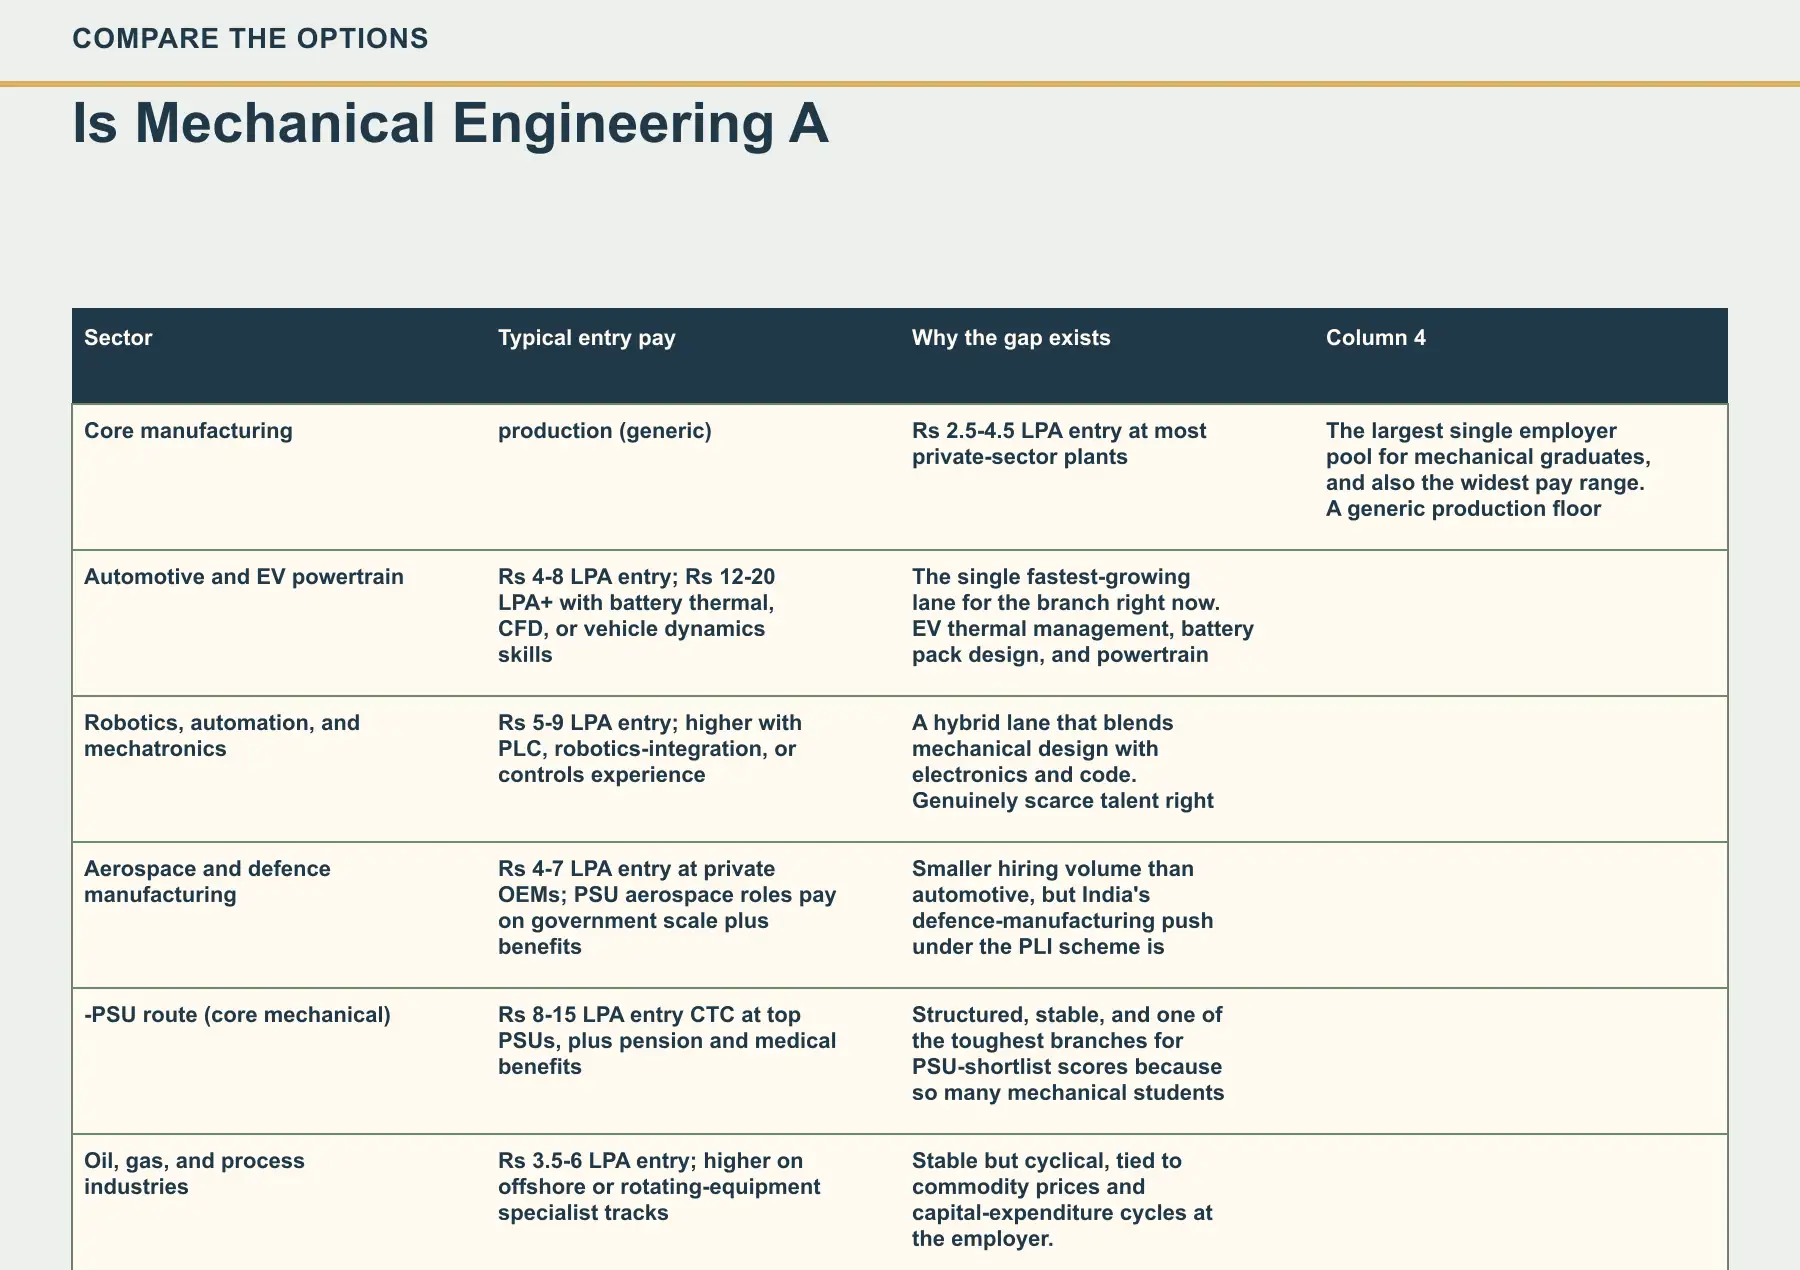 COMPARE THE OPTIONS
Is Mechanical Engineering A
Sector
Typical entry pay
Why the gap exists
Column 4
Core manufacturing
production (generic)
Rs 2.5-4.5 LPA entry at most
private-sector plants
The largest single employer
pool for mechanical graduates,
and also the widest pay range.
A generic production floor
Automotive and EV powertrain
Rs 4-8 LPA entry; Rs 12-20
LPA+ with battery thermal,
CFD, or vehicle dynamics
skills
The single fastest-growing
lane for the branch right now.
EV thermal management, battery
pack design, and powertrain
Robotics, automation, and
mechatronics
Rs 5-9 LPA entry; higher with
PLC, robotics-integration, or
controls experience
A hybrid lane that blends
mechanical design with
electronics and code.
Genuinely scarce talent right
Aerospace and defence
manufacturing
Rs 4-7 LPA entry at private
OEMs; PSU aerospace roles pay
on government scale plus
benefits
Smaller hiring volume than
automotive, but India's
defence-manufacturing push
under the PLI scheme is
-PSU route (core mechanical)
Rs 8-15 LPA entry CTC at top
PSUs, plus pension and medical
benefits
Structured, stable, and one of
the toughest branches for
PSU-shortlist scores because
so many mechanical students
Oil, gas, and process
industries
Rs 3.5-6 LPA entry; higher on
offshore or rotating-equipment
specialist tracks
Stable but cyclical, tied to
commodity prices and
capital-expenditure cycles at
the employer.